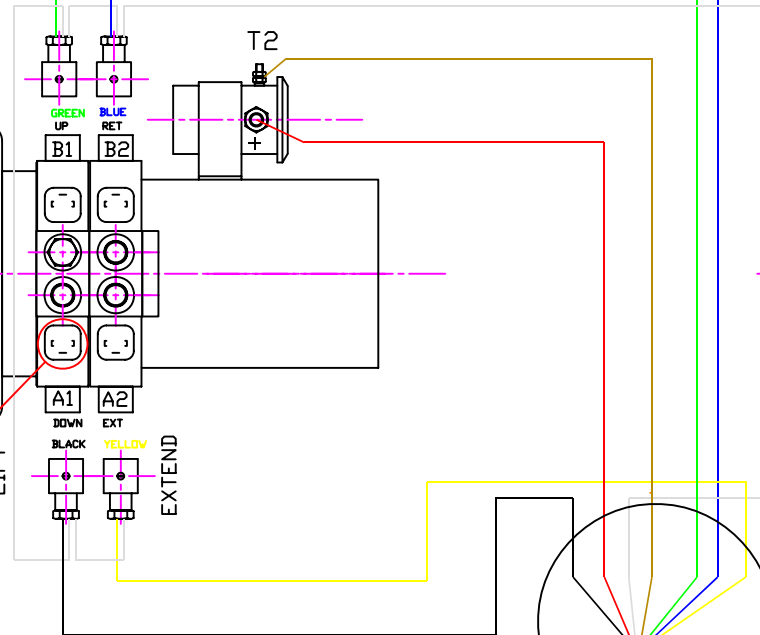 T2
GREEN BLUE
UP RET
B1 B2
+
A1 A2
DOWN EXT
BLACK YELLOW
EXTEND